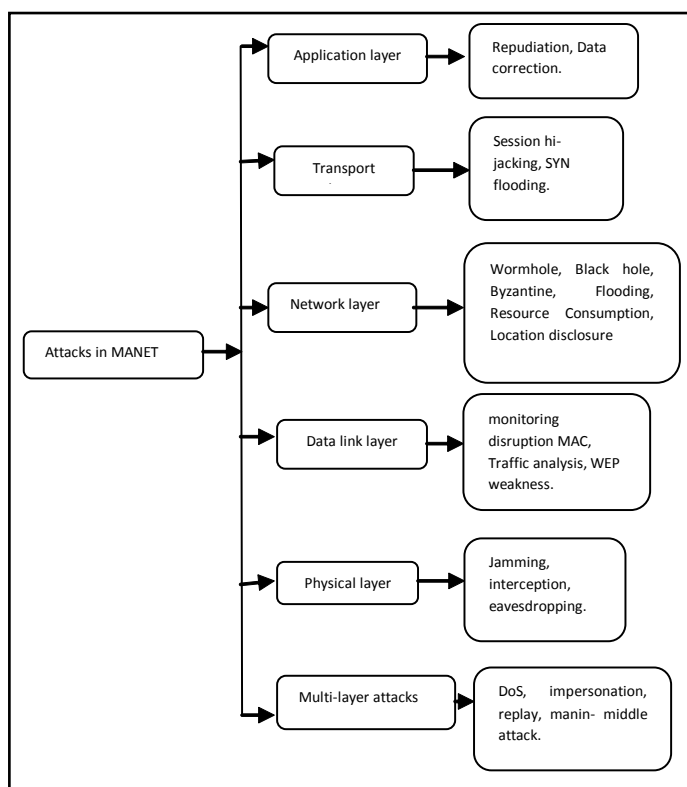 Application layer
Repudiation, Data
correction.
Transport
Session hi-
jacking, SYN
flooding.
Network layer
Wormhole, Black hole,
Byzantine, Flooding,
Resource Consumption,
Location disclosure
Attacks in MANET
Data link layer
monitoring
disruption MAC,
Traffic analysis, WEP
weakness.
Physical layer
Jamming,
interception,
eavesdropping.
Multi-layer attacks
DoS, impersonation,
replay, manin- middle
attack.